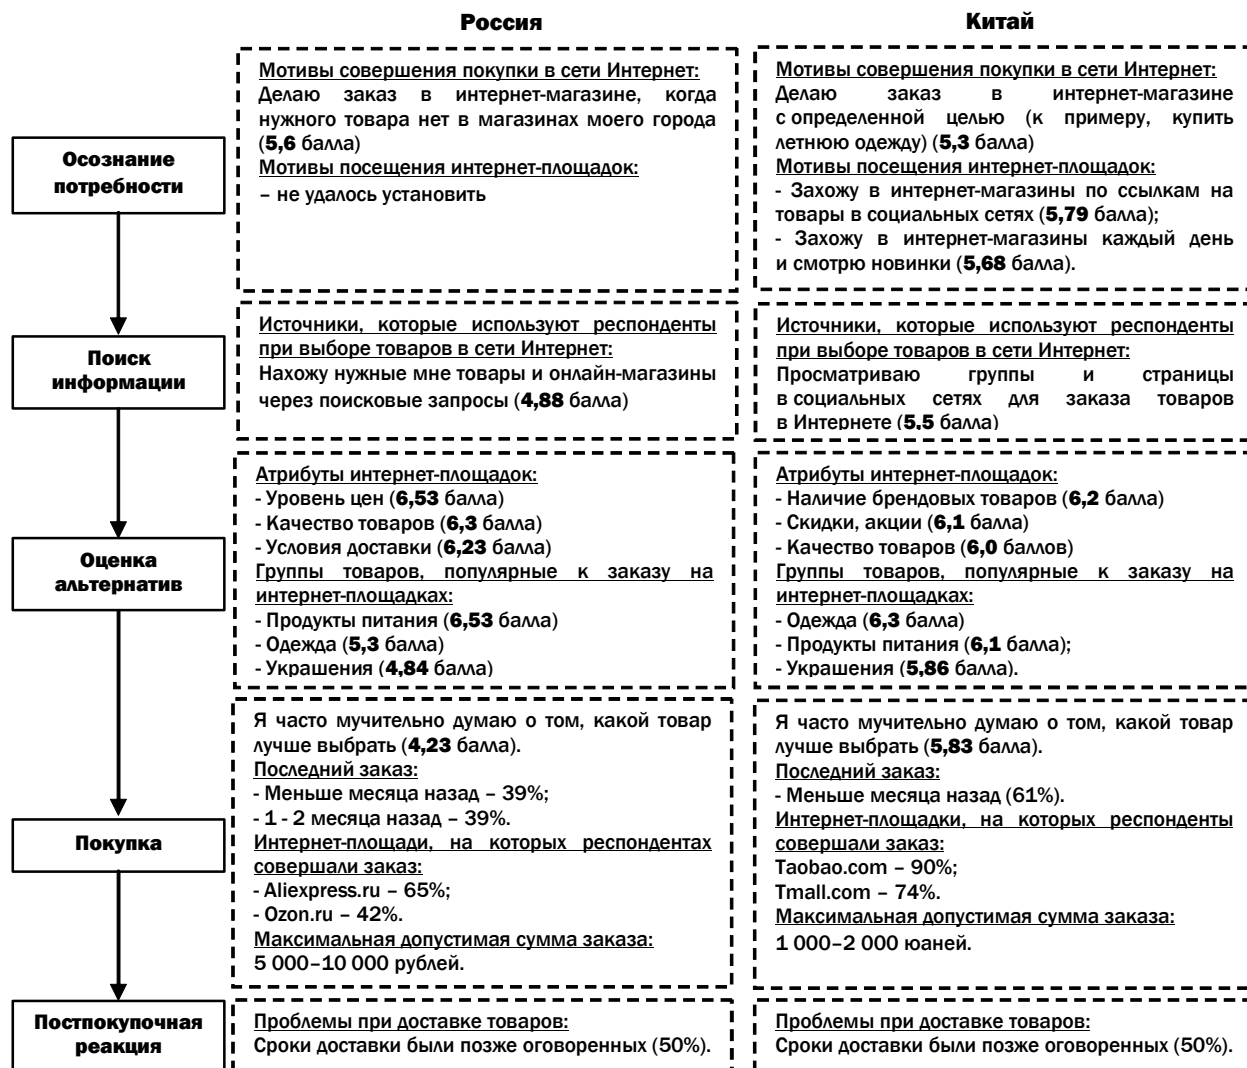 Россия
Китай
Осознание
потребности
Мотивы совершения покупки в сети Интернет:
Делаю заказ в интернет-магазине, когда
нужного товара нет в магазинах моего города
(5,6 балла)
Мотивы посещения интернет-площадок:
– не удалось установить
Мотивы совершения покупки в сети Интернет:
Делаю заказ в интернет-магазине
с определенной целью (к примеру, купить
летнюю одежду) (5,3 балла)
Мотивы посещения интернет-площадок:
- Захожу в интернет-магазины по ссылкам на
товары в социальных сетях (5,79 балла);
- Захожу в интернет-магазины каждый день
и смотрю новинки (5,68 балла).
Поиск
информации
Источники, которые используют респонденты
при выборе товаров в сети Интернет:
Нахожу нужные мне товары и онлайн-магазины
через поисковые запросы (4,88 балла)
Источники, которые используют респонденты
при выборе товаров в сети Интернет:
Просматриваю группы и страницы
в социальных сетях для заказа товаров
в Интернете (5,5 балла)
Оценка
альтернатив
Атрибуты интернет-площадок:
- Уровень цен (6,53 балла)
- Качество товаров (6,3 балла)
- Условия доставки (6,23 балла)
Группы товаров, популярные к заказу на
интернет-площадках:
- Продукты питания (6,53 балла)
- Одежда (5,3 балла)
- Украшения (4,84 балла)
Атрибуты интернет-площадок:
- Наличие брендовых товаров (6,2 балла)
- Скидки, акции (6,1 балла)
- Качество товаров (6,0 баллов)
Группы товаров, популярные к заказу на
интернет-площадках:
- Одежда (6,3 балла)
- Продукты питания (6,1 балла);
- Украшения (5,86 балла).
Покупка
Я часто мучительно думаю о том, какой товар
лучше выбрать (4,23 балла).
Последний заказ:
- Меньше месяца назад – 39%;
- 1 - 2 месяца назад – 39%.
Интернет-площади, на которых респондентах
совершали заказ:
- Aliexpress.ru – 65%;
- Ozon.ru – 42%.
Максимальная допустимая сумма заказа:
5 000–10 000 рублей.
Я часто мучительно думаю о том, какой товар
лучше выбрать (5,83 балла).
Последний заказ:
- Меньше месяца назад (61%).
Интернет-площадки, на которых респонденты
совершали заказ:
Taobao.com – 90%;
Tmall.com – 74%.
Максимальная допустимая сумма заказа:
1 000–2 000 юаней.
Постпокупочная
реакция
Проблемы при доставке товаров:
Сроки доставки были позже оговоренных (50%).
Проблемы при доставке товаров:
Сроки доставки были позже оговоренных (50%).